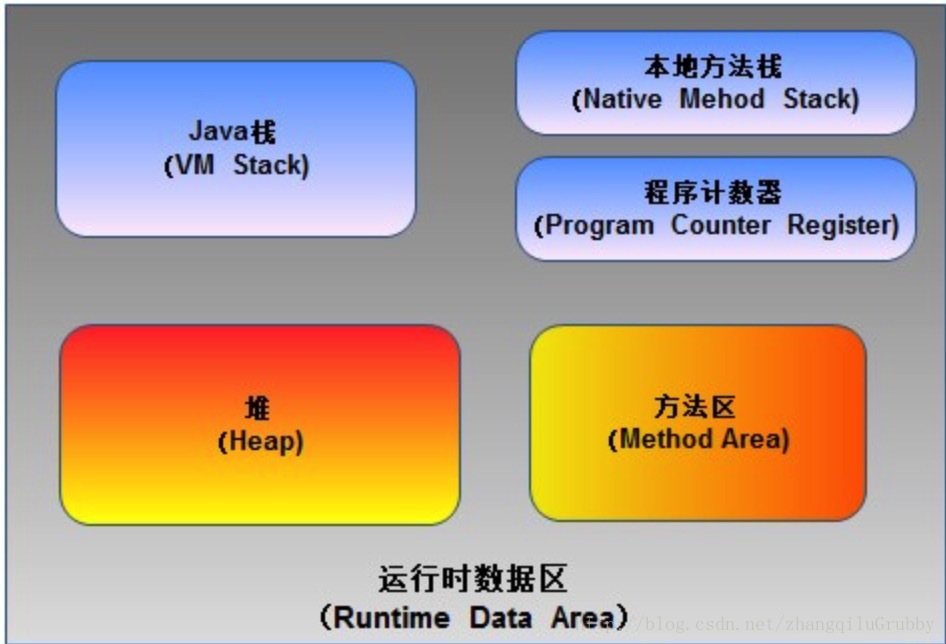 Java栈
(VM Stack)
本地方法栈
(Native Mehod Stack)
程序计数器
(Program Counter Register)
堆
(Heap)
方法区
(Method Area)
运行时数据区
(Runtime Data Area)
http://blog.csdn.net/zhangqiluGrubby